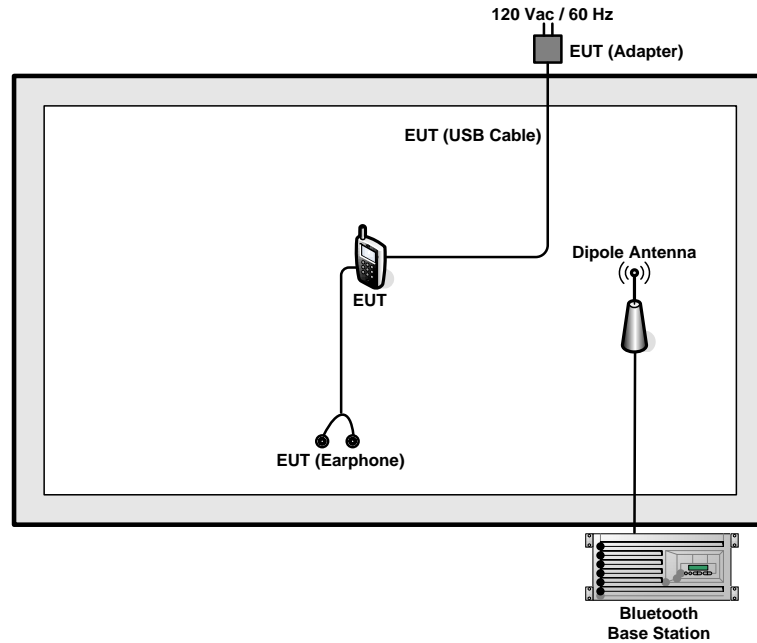 120 Vac / 60 Hz
EUT (Adapter)
EUT (USB Cable)
Dipole Antenna
EUT
EUT (Earphone)
Bluetooth
Base Station